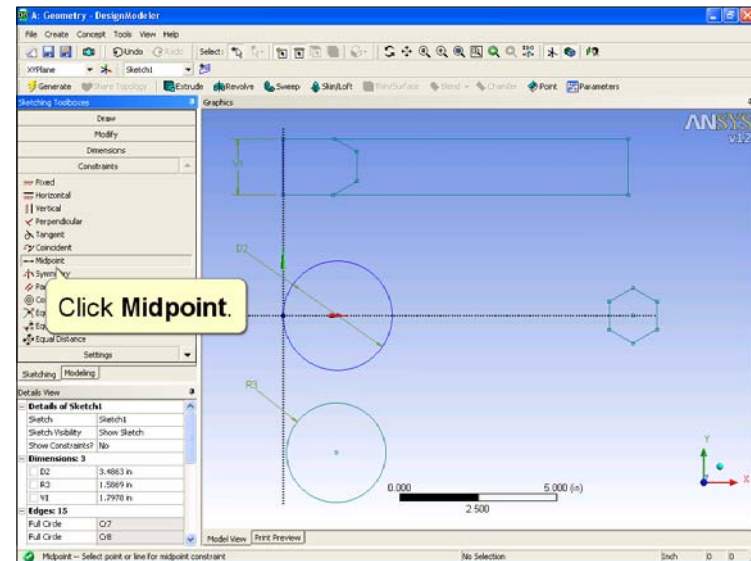 A: Geometry - DesignModeler
File Create Concept Tools View Help
Undo Redo Select:
XYPlane Sketch1
Generate Share Topology Extrude Revolve Sweep Skin/Loft Thin/Surface Blend Chamfer Point Parameters
Sketching Toolboxes
Graphics
Draw
Modify
Dimensions
Constraints
Fixed
Horizontal
Vertical
Perpendicular
Tangent
Coincident
Midpoint
Equal Distance
Settings
Click Midpoint.
Sketching Modeling
Details View
Details of Sketch1
Sketch Sketch1
Sketch Visibility Show Sketch
Show Constraints? No
Dimensions: 3
D2 3.4863 in
R3 1.5869 in
V1 1.7978 in
Edges: 15
Full Circle Cr7
Full Circle Cr8
ANSYS
v12
V1
D2
R3
0.000 5.000 (in)
2.500
Y
X
Model View Print Preview
Midpoint -- Select point or line for midpoint constraint No Selection Inch 0 0